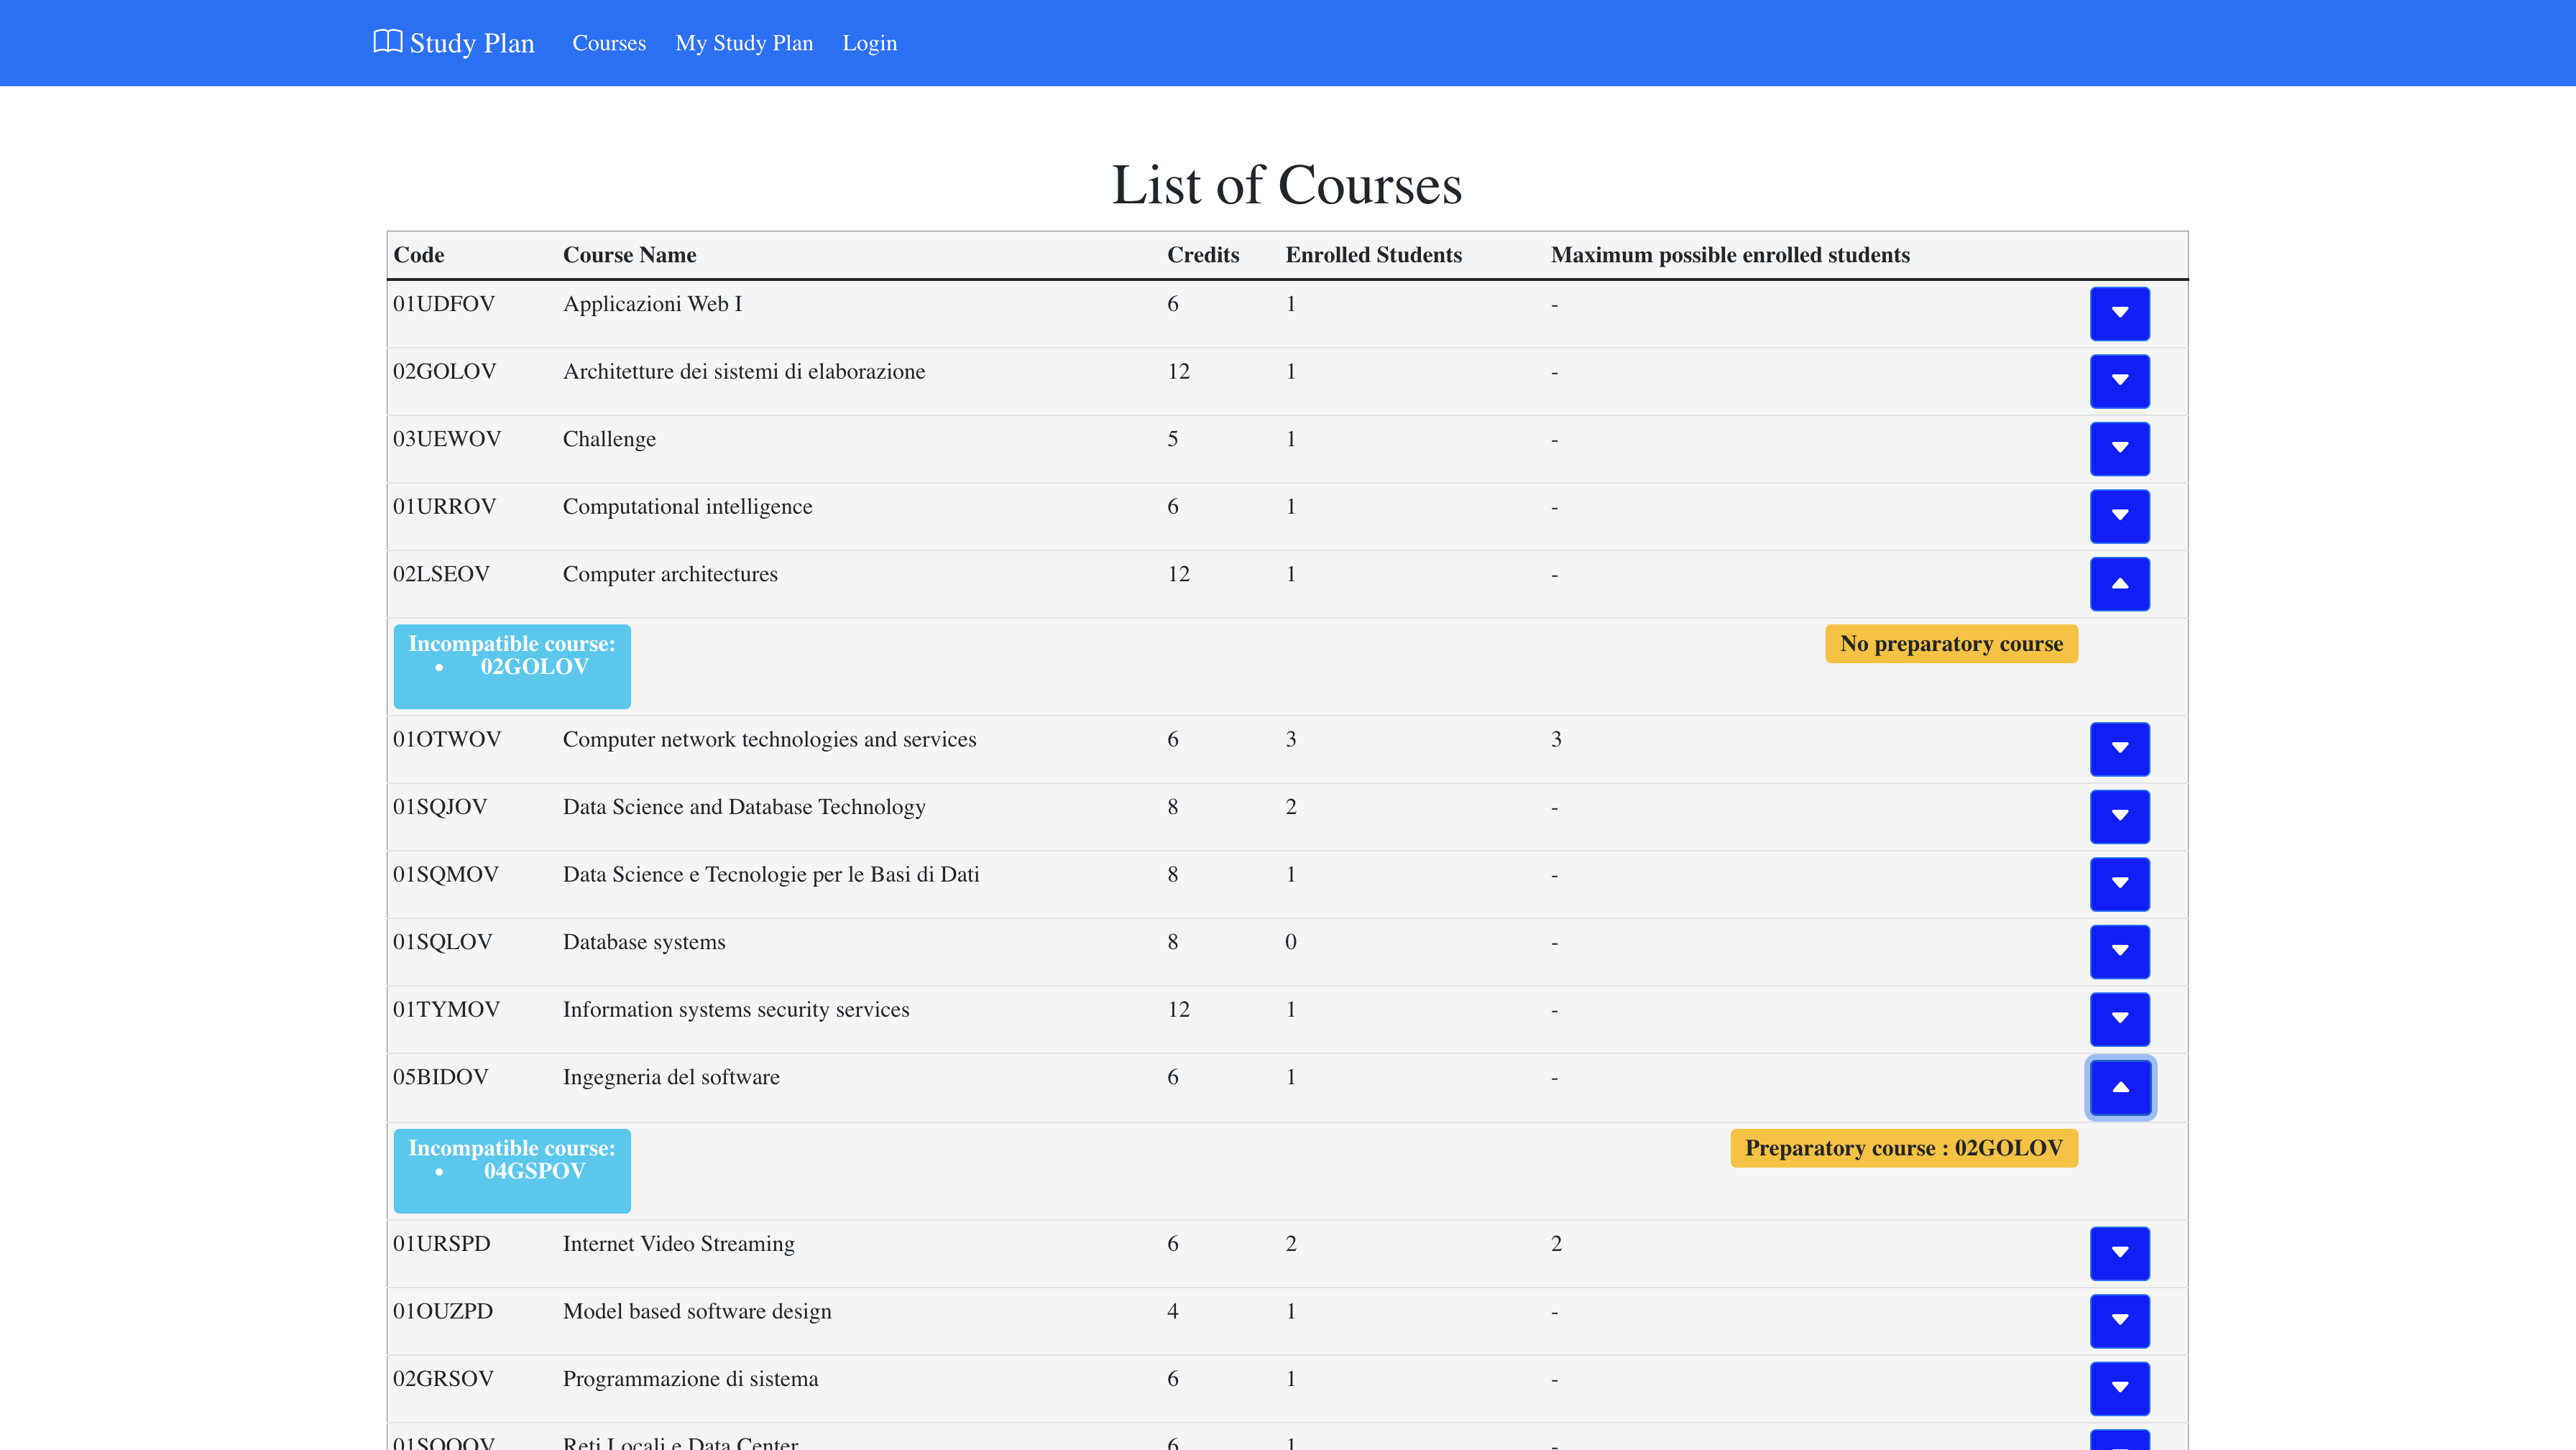 Study Plan Courses My Study Plan Login
List of Courses
Code Course Name Credits Enrolled Students Maximum possible enrolled students
01UDFOV Applicazioni Web I 6 1 -
02GOLOV Architetture dei sistemi di elaborazione 12 1 -
03UEWOV Challenge 5 1 -
01URROV Computational intelligence 6 1 -
02LSEOV Computer architectures 12 1 -
Incompatible course: No preparatory course
• 02GOLOV
01OTWOV Computer network technologies and services 6 3 3
01SQJOV Data Science and Database Technology 8 2 -
01SQMOV Data Science e Tecnologie per le Basi di Dati 8 1 -
01SQLOV Database systems 8 0 -
01TYMOV Information systems security services 12 1 -
05BIDOV Ingegneria del software 6 1 -
Incompatible course: Preparatory course : 02GOLOV
• 04GSPOV
01URSPD Internet Video Streaming 6 2 2
01OUZPD Model based software design 4 1 -
02GRSOV Programmazione di sistema 6 1 -
Reti Locali e Data Center 6 1 -